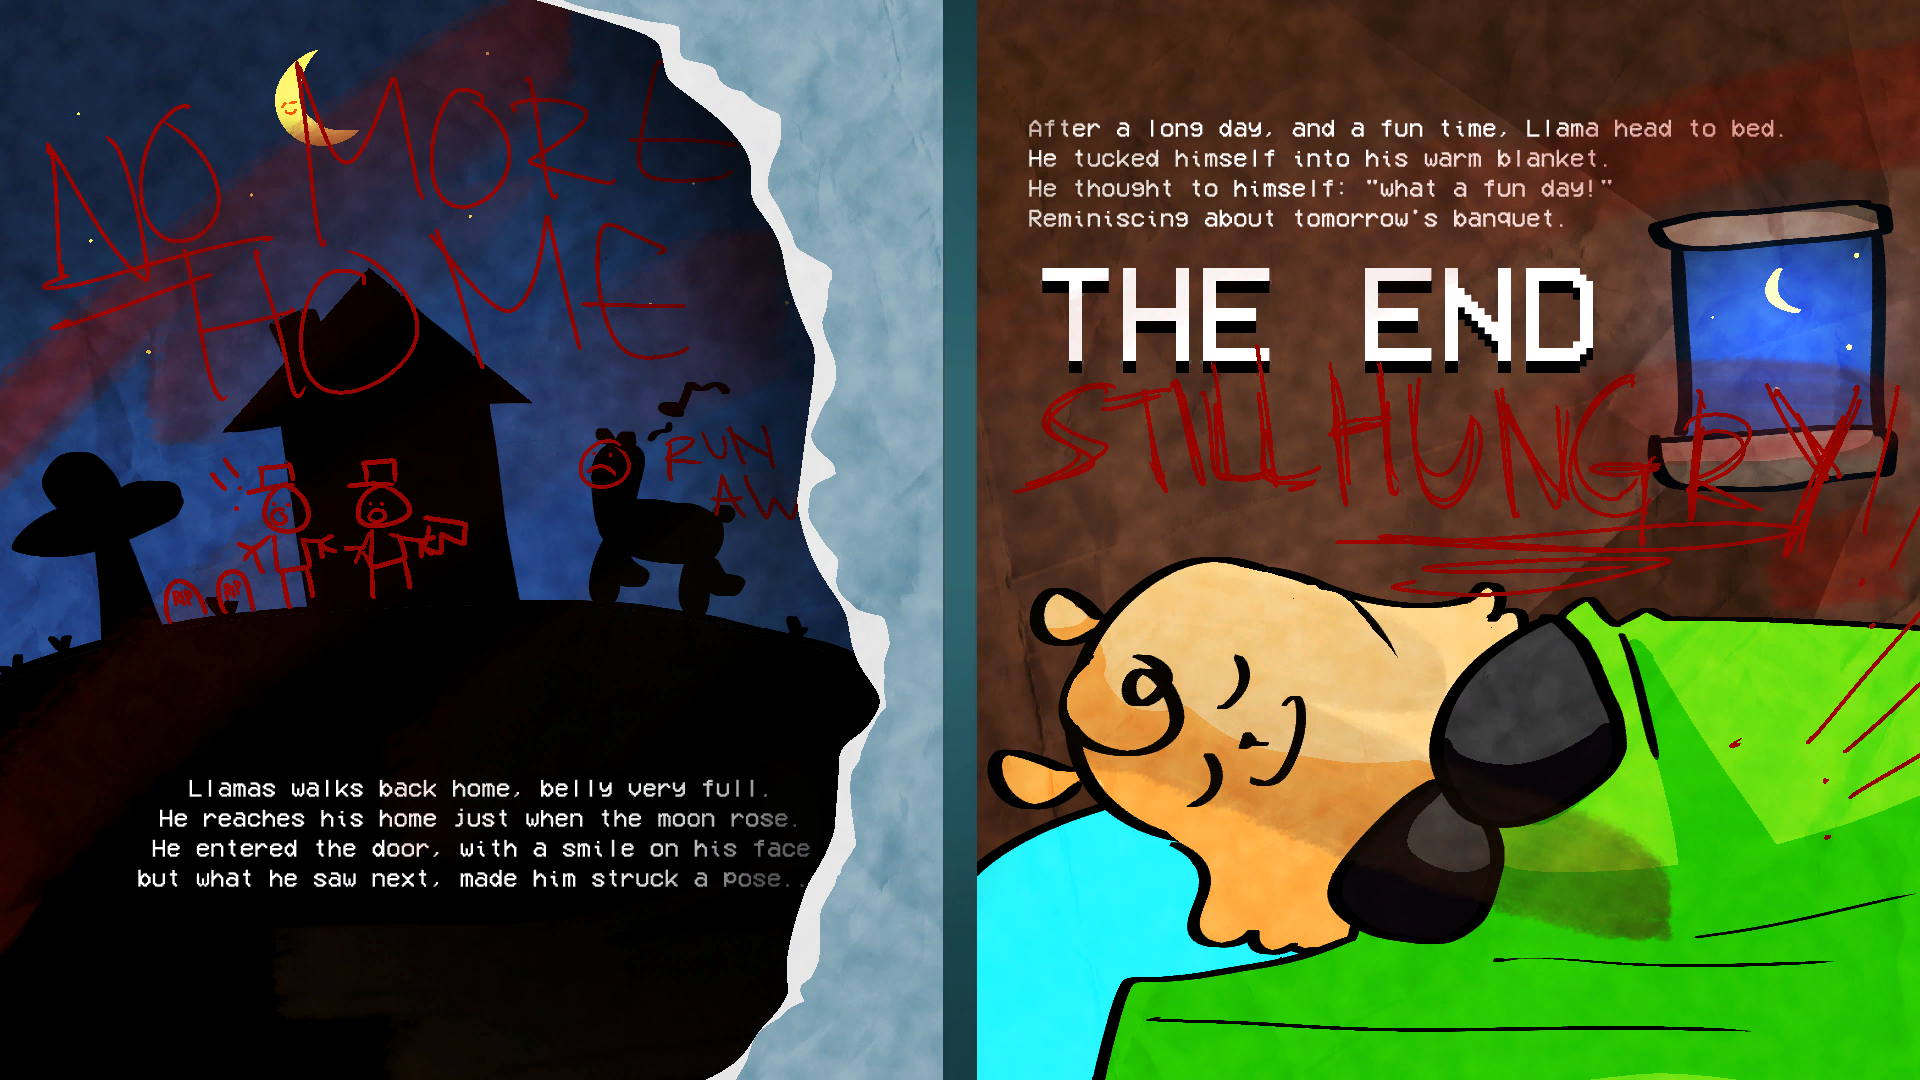 NO MORE
HOME
RUN
AW
RIP
RIP
Llamas walks back home, belly very full.
He reaches his home just when the moon rose.
He entered the door, with a smile on his face
but what he saw next, made him struck a pose..
After a long day, and a fun time, Llama head to bed.
He tucked himself into his warm blanket.
He thought to himself: "what a fun day!"
Reminiscing about tomorrow's banquet.
THE END
STILL HUNGRY!!